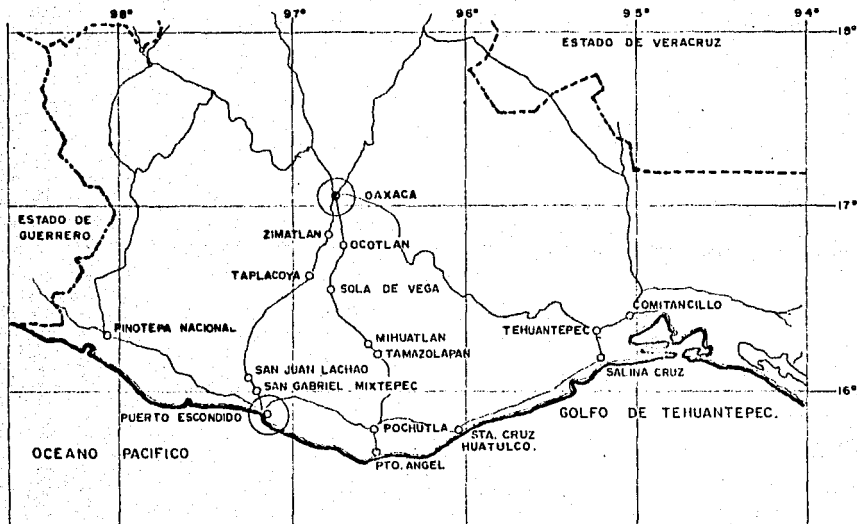 98°
97°
96°
95°
94°
18°
ESTADO DE VERACRUZ
OAXACA
17°
ESTADO DE
GUERRERO
ZIMATLAN
OCOTLAN
TAPLACOYA
SOLA DE VEGA
COMITANCILLO
PINOTEPA NACIONAL
TEHUANTEPEC
MIHUATLAN
TAMAZOLAPAN
SALINA CRUZ
SAN JUAN LACHAO
SAN GABRIEL MIXTEPEC
16°
PUERTO ESCONDIDO
GOLFO DE TEHUANTEPEC.
POCHUTLA
STA. CRUZ
HUATULCO.
OCEANO PACIFICO
PTO. ANGEL